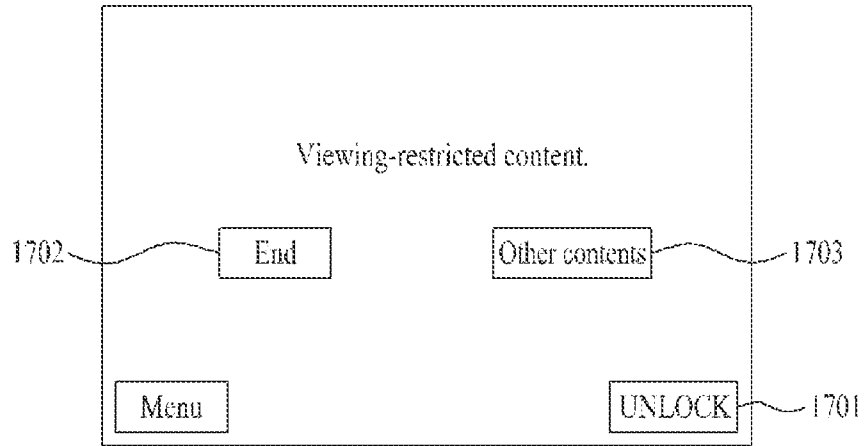 Viewing-restricted content.
1702 End Other contents 1703
Menu UNLOCK 1701